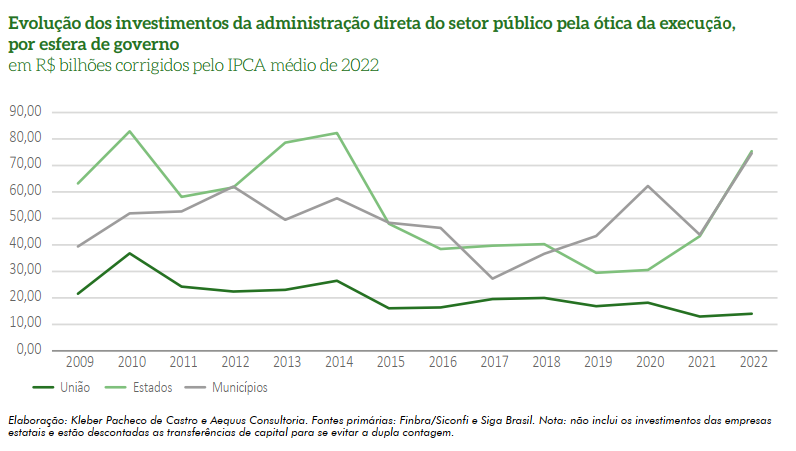 Evolução dos investimentos da administração direta do setor público pela ótica da execução,
por esfera de governo
em R$ bilhões corrigidos pelo IPCA médio de 2022
90,00
80,00
70,00
60,00
50,00
40,00
30,00
20,00
10,00
0,00
2009 2010 2011 2012 2013 2014 2015 2016 2017 2018 2019 2020 2021 2022
União Estados Municípios
Elaboração: Kleber Pacheco de Castro e Aequus Consultoria. Fontes primárias: Finbra/Siconfi e Siga Brasil. Nota: não inclui os investimentos das empresas
estatais e estão descontadas as transferências de capital para se evitar a dupla contagem.